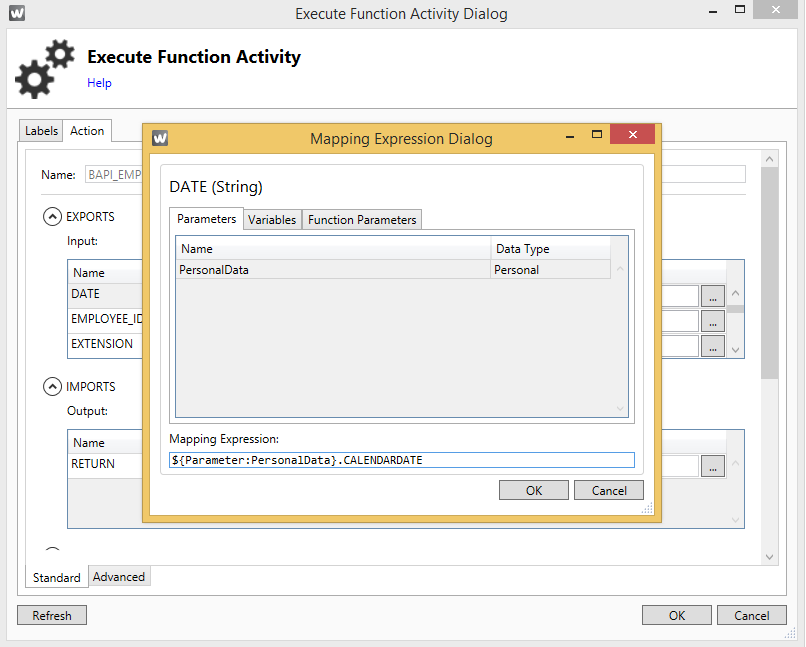 Execute Function Activity Dialog
Execute Function Activity
Help
Labels Action
Name: BAPI_EMP
EXPORTS
Input:
Name
DATE ...
EMPLOYEE_ID ...
EXTENSION ...
IMPORTS
Output:
Name
RETURN ...
Mapping Expression Dialog
DATE (String)
Parameters Variables Function Parameters
Name Data Type
PersonalData Personal
Mapping Expression:
${Parameter:PersonalData}.CALENDARDATE
OK Cancel
Standard Advanced
Refresh OK Cancel